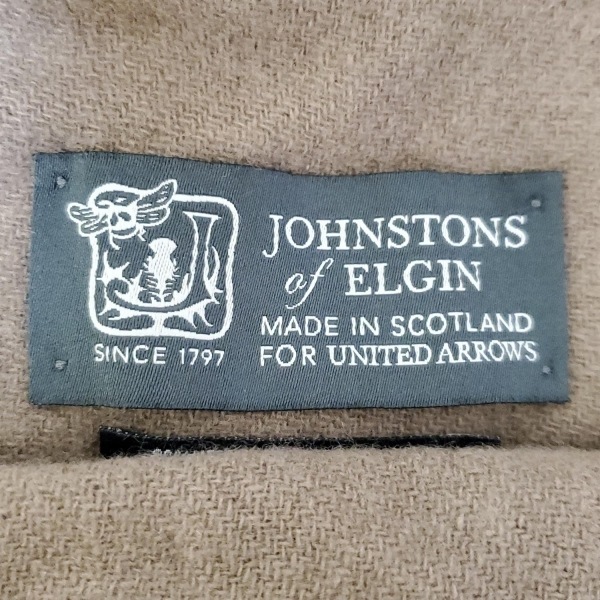 JOHNSTONS
of ELGIN
MADE IN SCOTLAND
FOR UNITED ARROWS
SINCE 1797